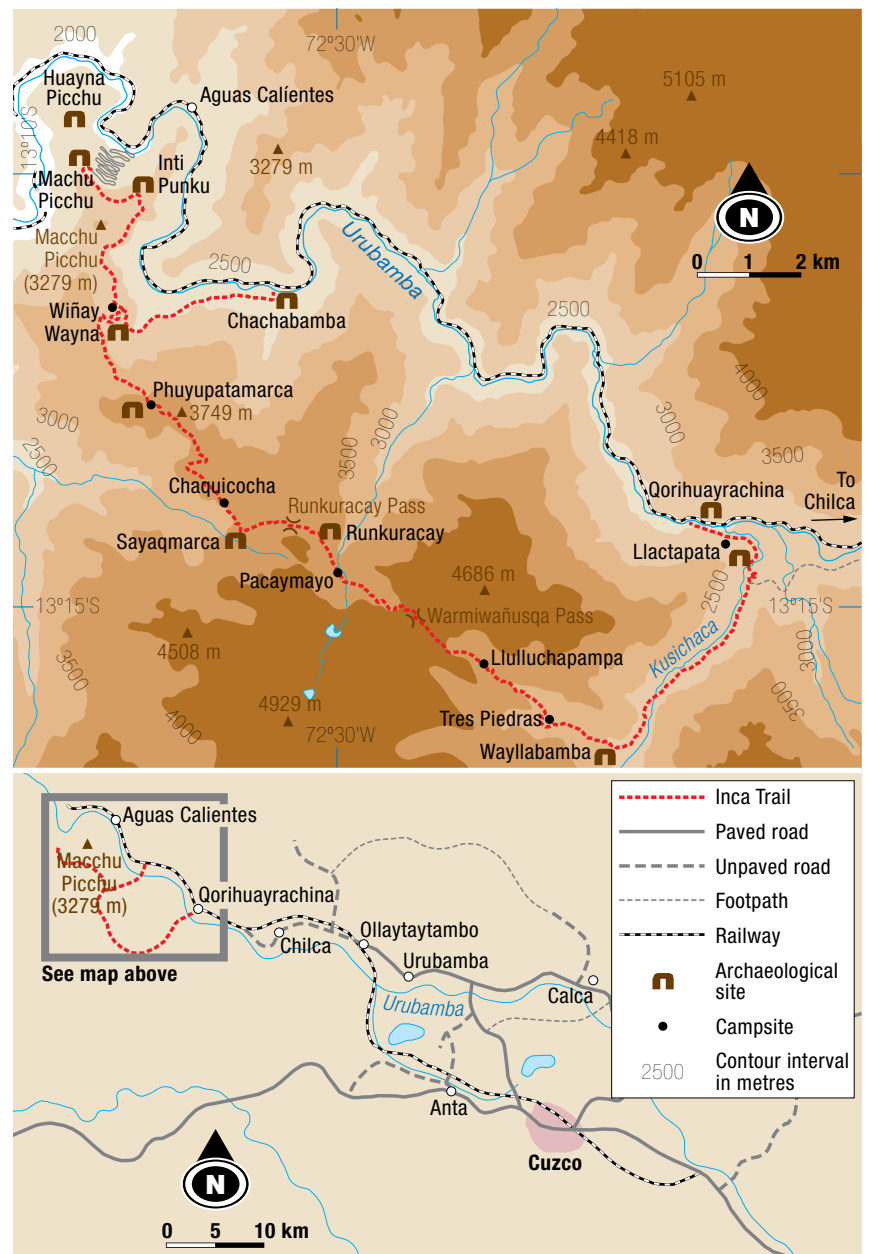 2000
72°30'W
Huayna
Picchu
Aguas Calíentes
5105 m
13°10'S
4418 m
3279 m
Inti
Punku
Machu
Picchu
N
Macchu
Picchu
(3279 m)
Urubamba
2500
0 1 2 km
Wiñay
Wayna
Chachabamba
2500
4000
Phuyupatamarca
3749 m
3000
3000
3000
2500
3500
3500
Chaquicocha
Qorihuayrachina
To
Chilca
Runkuracay Pass
Runkuracay
Sayaqmarca
Llactapata
Pacaymayo
4686 m
2500
13°15'S
13°15'S
Warmiwañusqa Pass
Kusichaca
3000
4508 m
Llulluchapampa
3500
3500
4929 m
4000
72°30'W
Tres Piedras
Wayllabamba
Aguas Calientes
Macchu
Picchu
(3279 m)
Qorihuayrachina
Chilca
Ollaytaytambo
See map above
Urubamba
Calca
Urubamba
Anta
Cuzco
N
0 5 10 km
Inca Trail
Paved road
Unpaved road
Footpath
Railway
Archaeological
site
Campsite
2500
Contour interval
in metres